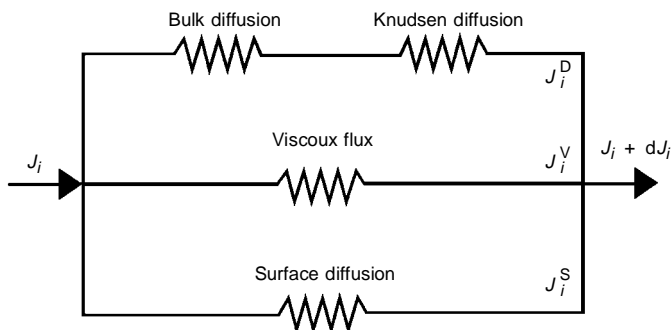 Bulk diffusion Knudsen diffusion
J_i^D
Viscoux flux
J_i J_i^V J_i + dJ_i
Surface diffusion
J_i^S